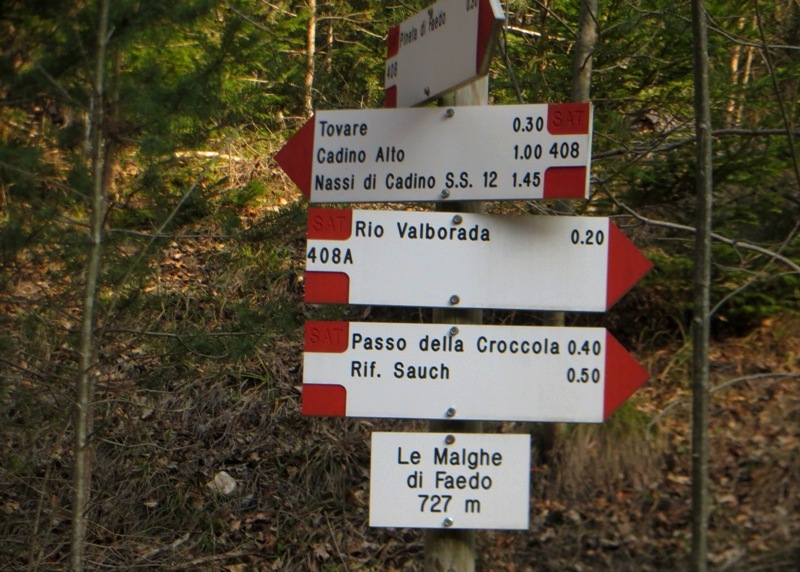 Pineta di Faedo 0.30
408
Tovare 0.30 SAT
Cadino Alto 1.00 408
Nassi di Cadino S.S. 12 1.45
SAT Rio Valborada 0.20
408A
SAT Passo della Croccola 0.40
Rif. Sauch 0.50
Le Malghe
di Faedo
727 m